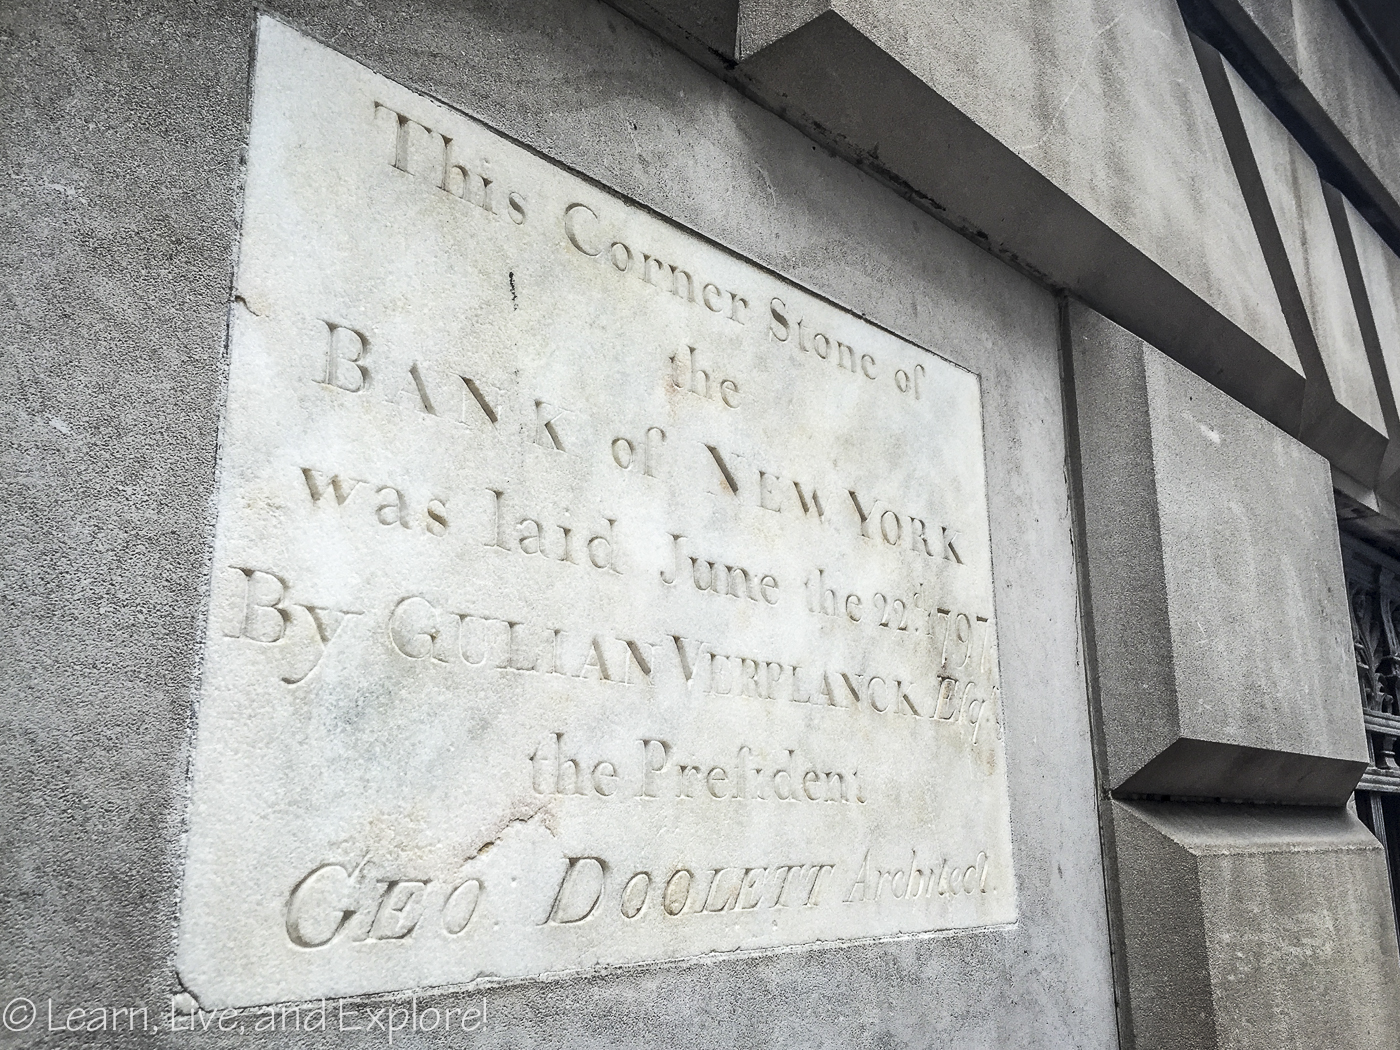 This Corner Stone of
the
BANK of NEW YORK
was laid June the 22d. 1797
By GULIAN VERPLANCK Eſq.
the Preſident
GEO. DOOLETT Architect.
© Learn, Live, and Explore!